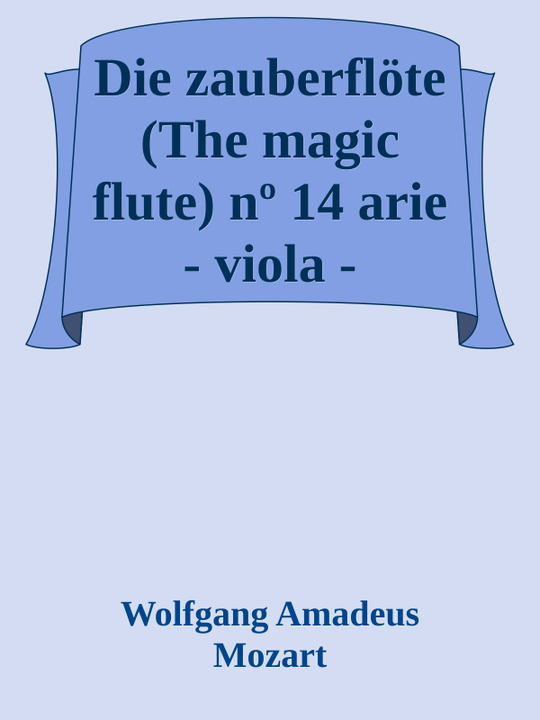 Die zauberflöte
(The magic
flute) nº 14 arie
- viola -
Wolfgang Amadeus
Mozart